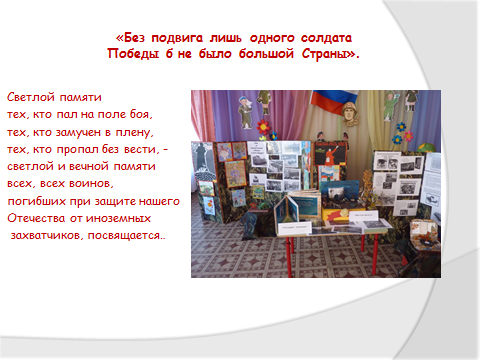 «Без подвига лишь одного солдата
Победы б не было большой Страны».
Светлой памяти
тех, кто пал на поле боя,
тех, кто замучен в плену,
тех, кто пропал без вести, -
светлой и вечной памяти
всех, всех воинов,
погибших при защите нашего
Отечества от иноземных
захватчиков, посвящается..